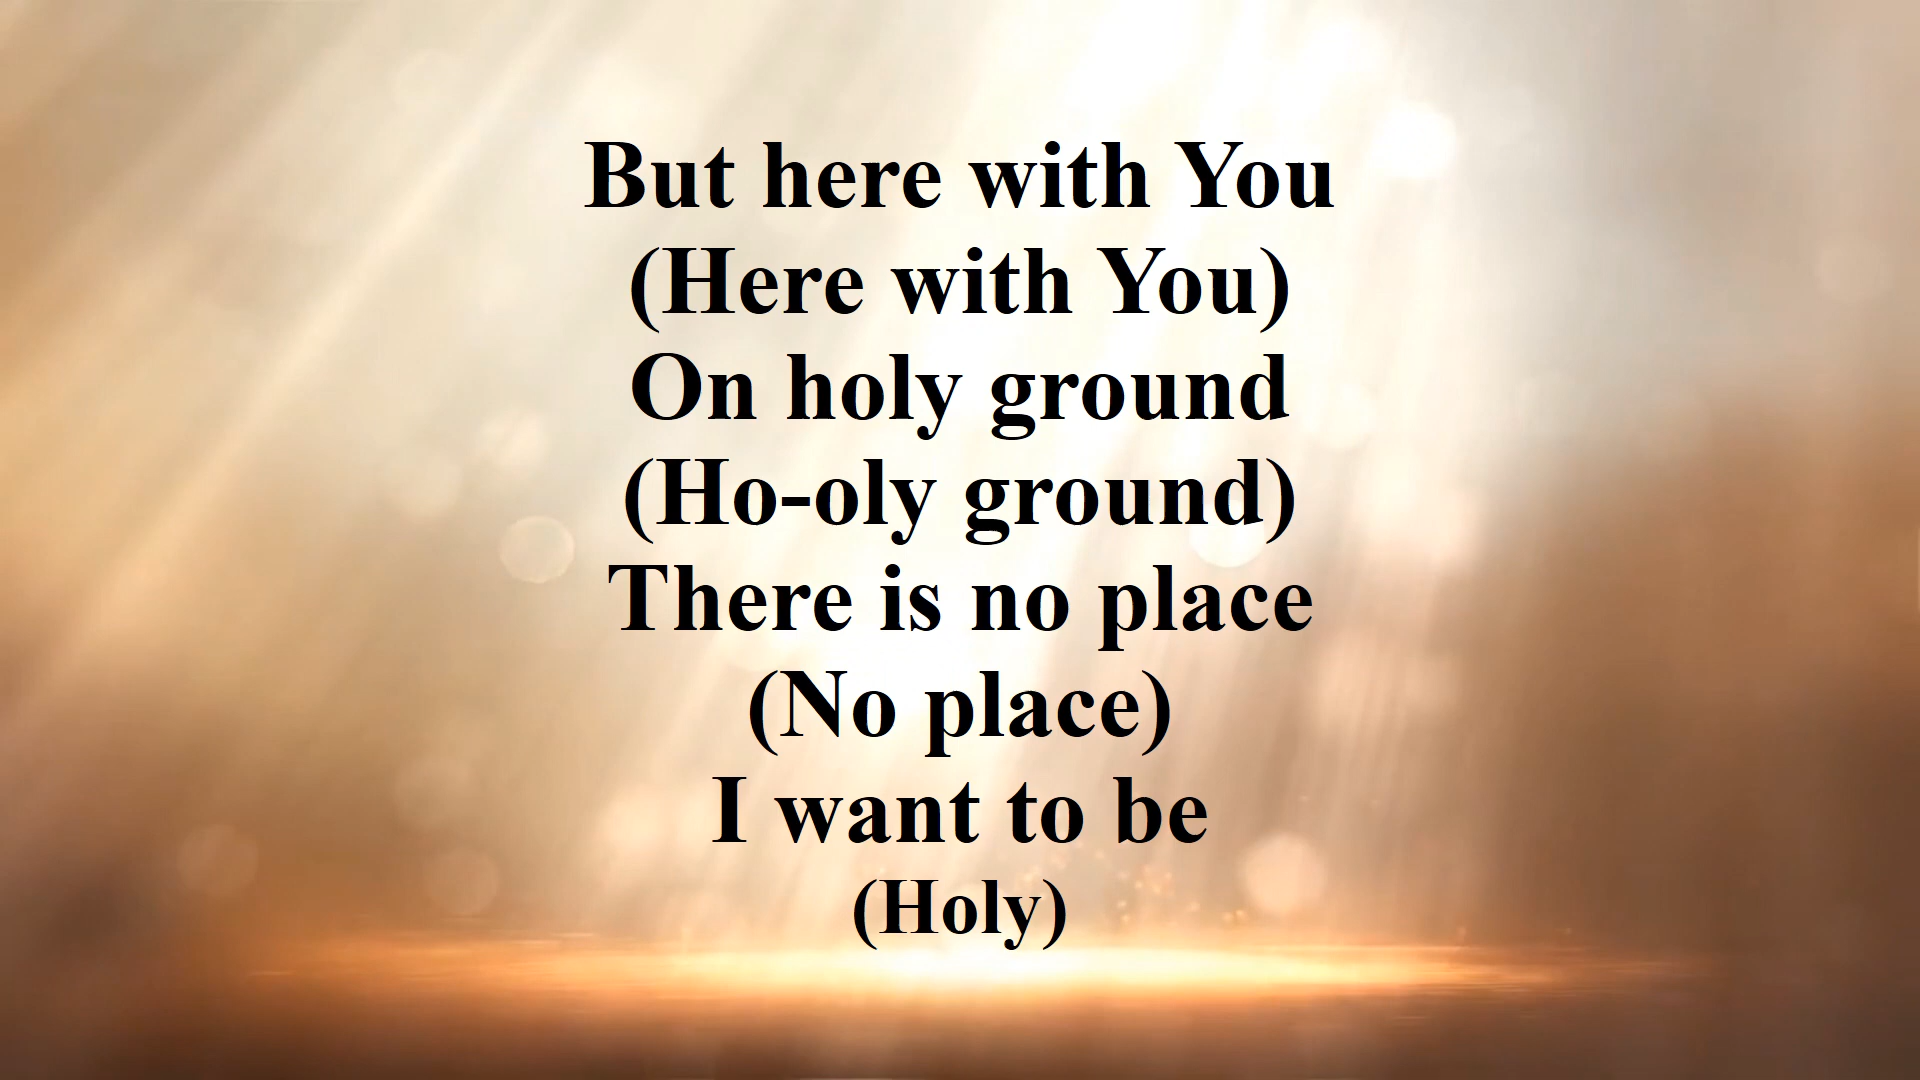 But here with You
(Here with You)
On holy ground
(Ho-oly ground)
There is no place
(No place)
I want to be
(Holy)